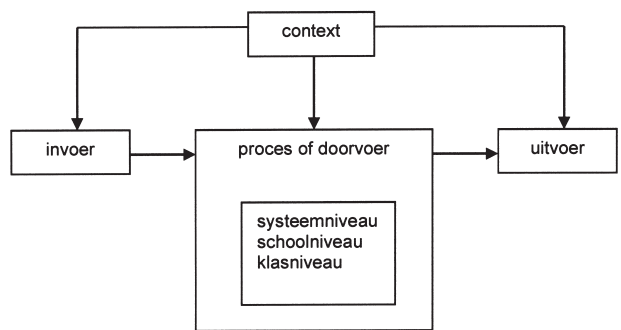 context
invoer
proces of doorvoer
uitvoer
systeemniveau
schoolniveau
klasniveau